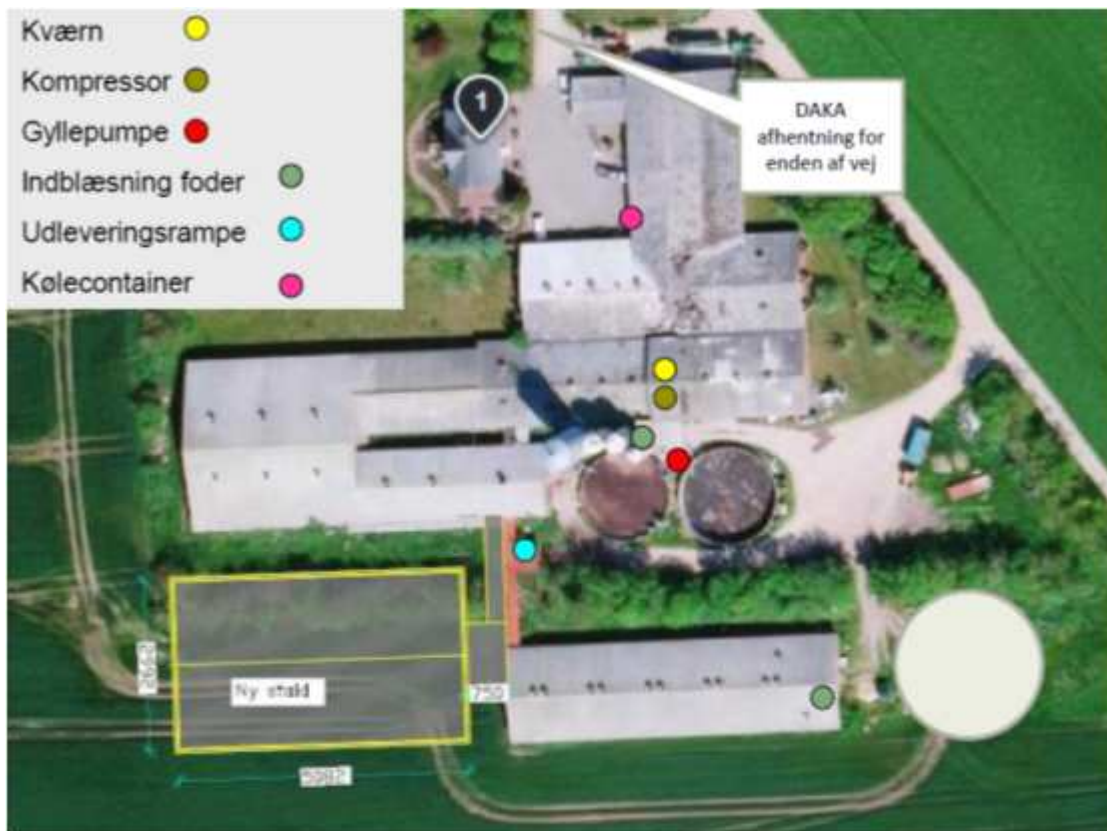 Kværn
Kompressor
Gyllepumpe
Indblæsning foder
Udleveringsrampe
Kølecontainer
1
DAKA
afhentning for
enden af vej
Ny stald
750